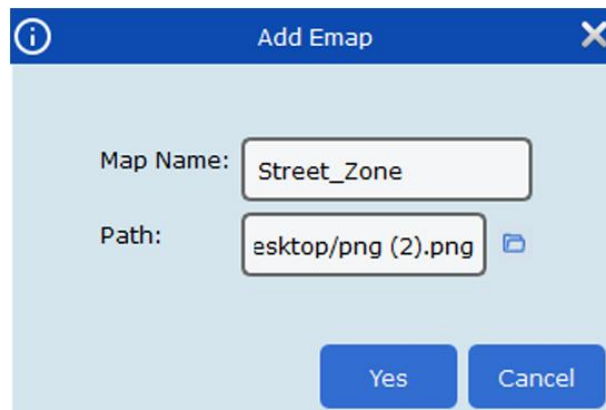 Add Emap
Map Name:
Street_Zone
Path:
esktop/png (2).png
Yes
Cancel